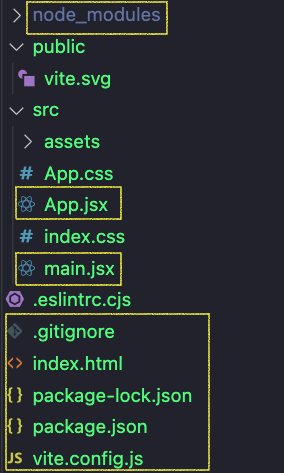 node_modules
public
vite.svg
src
assets
# App.css
App.jsx
# index.css
main.jsx
.eslintrc.cjs
.gitignore
<> index.html
{} package-lock.json
{} package.json
JS vite.config.js